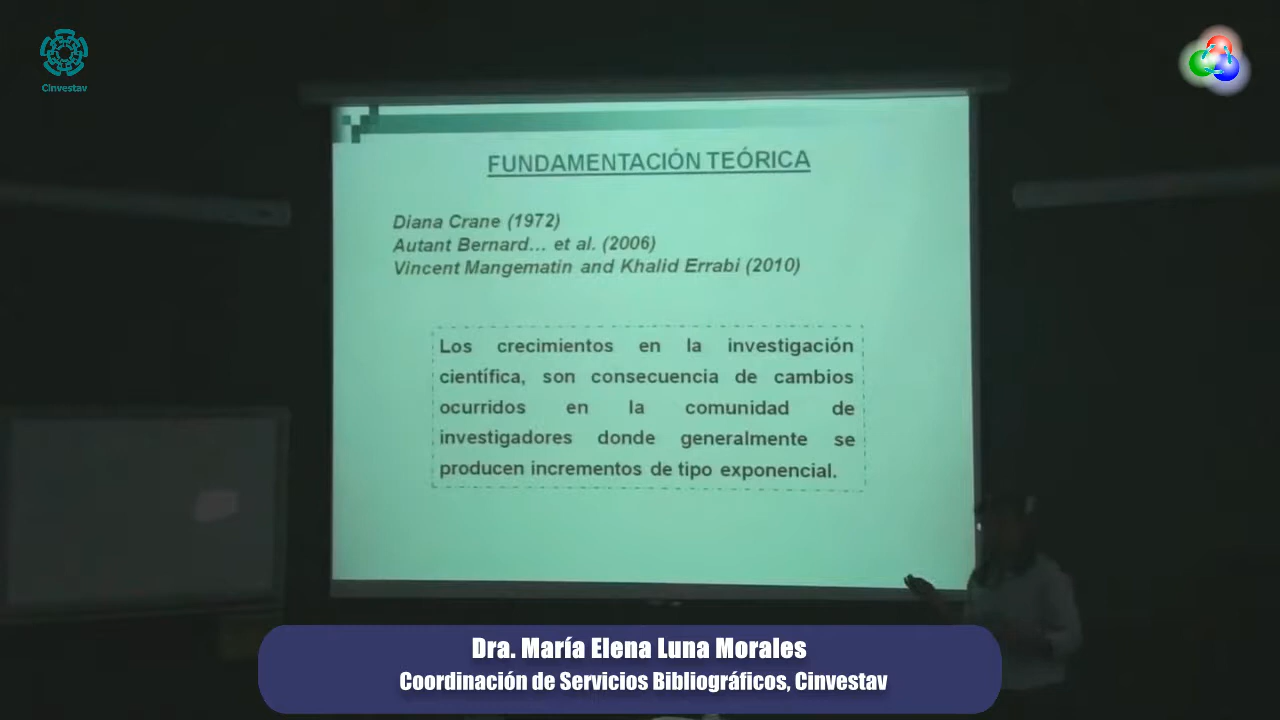 Cinvestav
FUNDAMENTACIÓN TEÓRICA
Diana Crane (1972)
Autant Bernard... et al. (2006)
Vincent Mangematin and Khalid Errabi (2010)
Los crecimientos en la investigación
científica, son consecuencia de cambios
ocurridos en la comunidad de
investigadores donde generalmente se
producen incrementos de tipo exponencial.
Dra. María Elena Luna Morales
Coordinación de Servicios Bibliográficos, Cinvestav